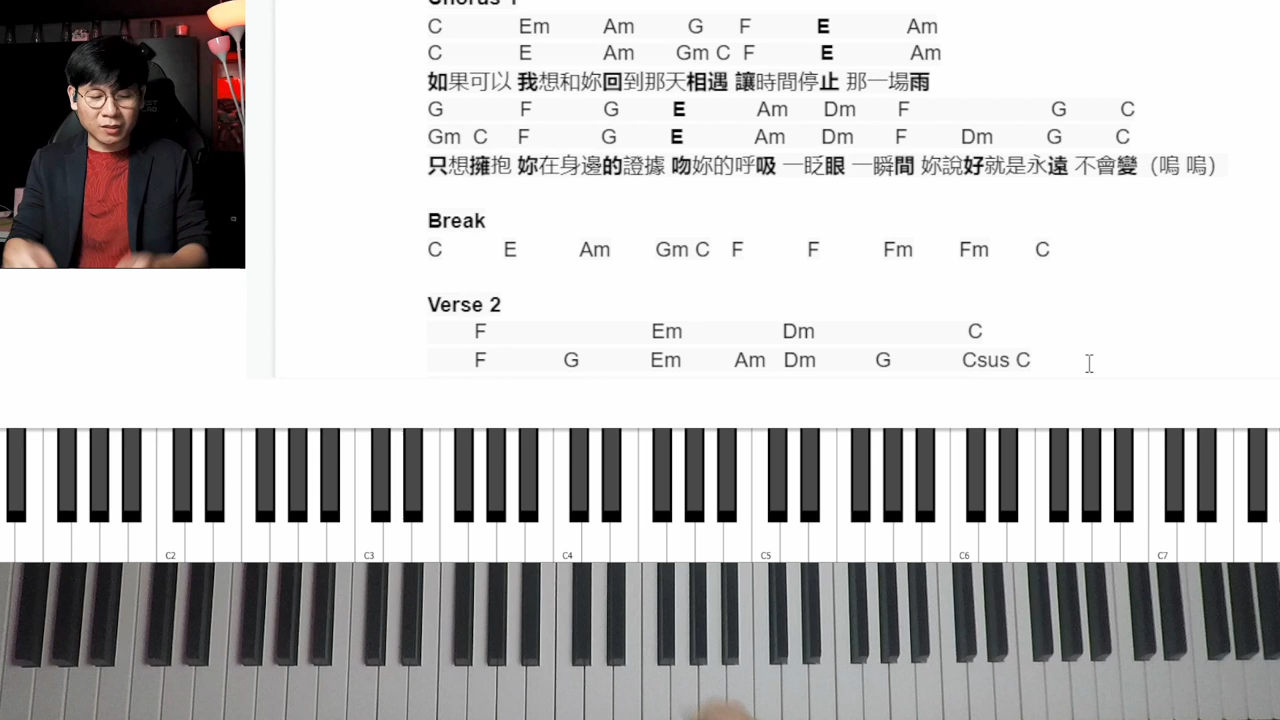 Chorus 1
C Em Am G F E Am
C E Am Gm C F E Am
如果可以 我想和妳回到那天相遇 讓時間停止 那一場雨
G F G E Am Dm F G C
Gm C F G E Am Dm F Dm G C
只想擁抱 妳在身邊的證據 吻妳的呼吸 一眨眼 一瞬間 妳說好就是永遠 不會變（嗚 嗚）
Break
C E Am Gm C F F Fm Fm C
Verse 2
F Em Dm C
F G Em Am Dm G Csus C
C2 C3 C4 C5 C6 C7